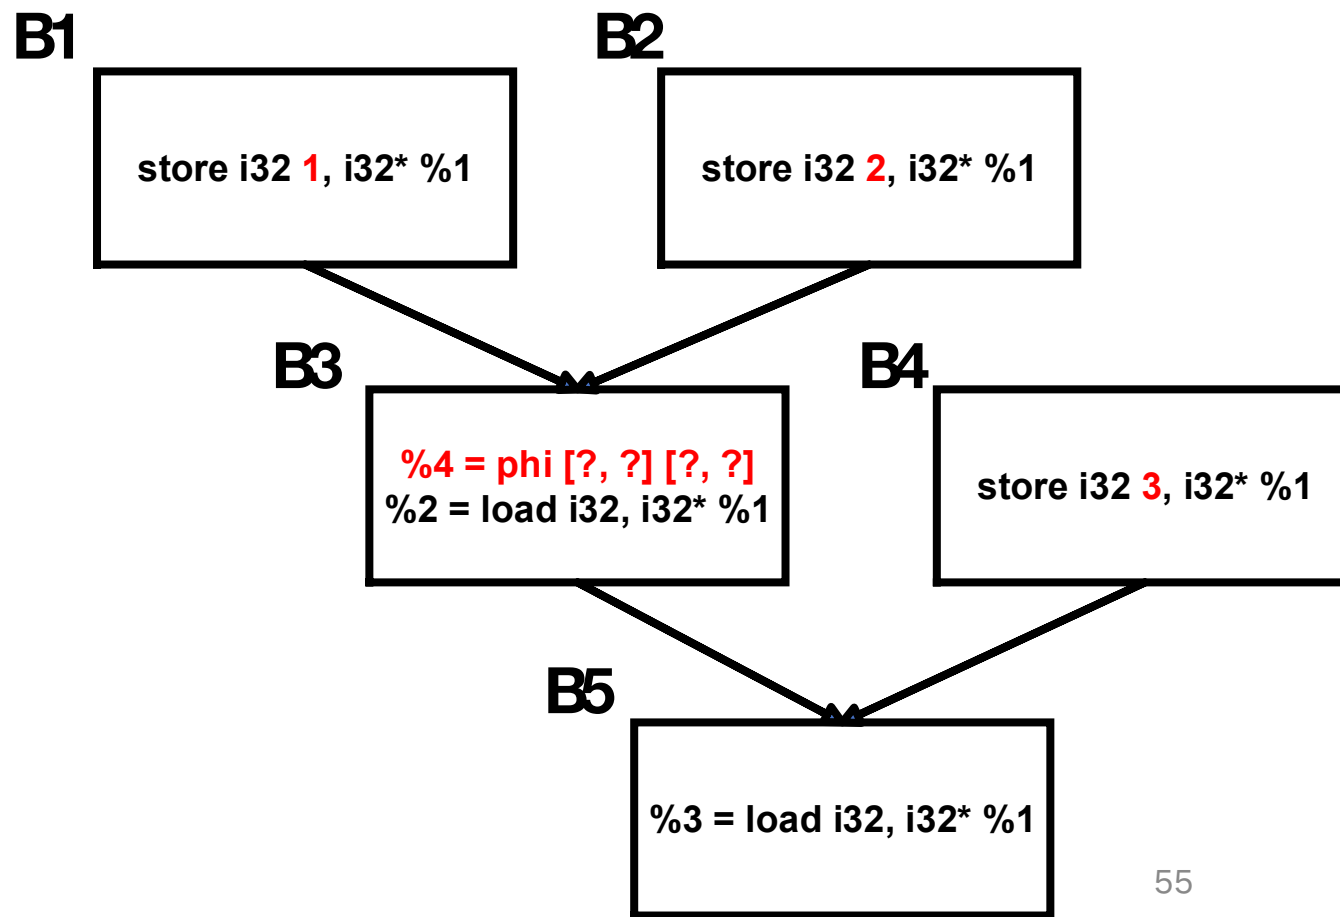 B1
B2
store i32 1, i32* %1
store i32 2, i32* %1
B3
B4
%4 = phi [?, ?] [?, ?]
%2 = load i32, i32* %1
store i32 3, i32* %1
B5
%3 = load i32, i32* %1
55